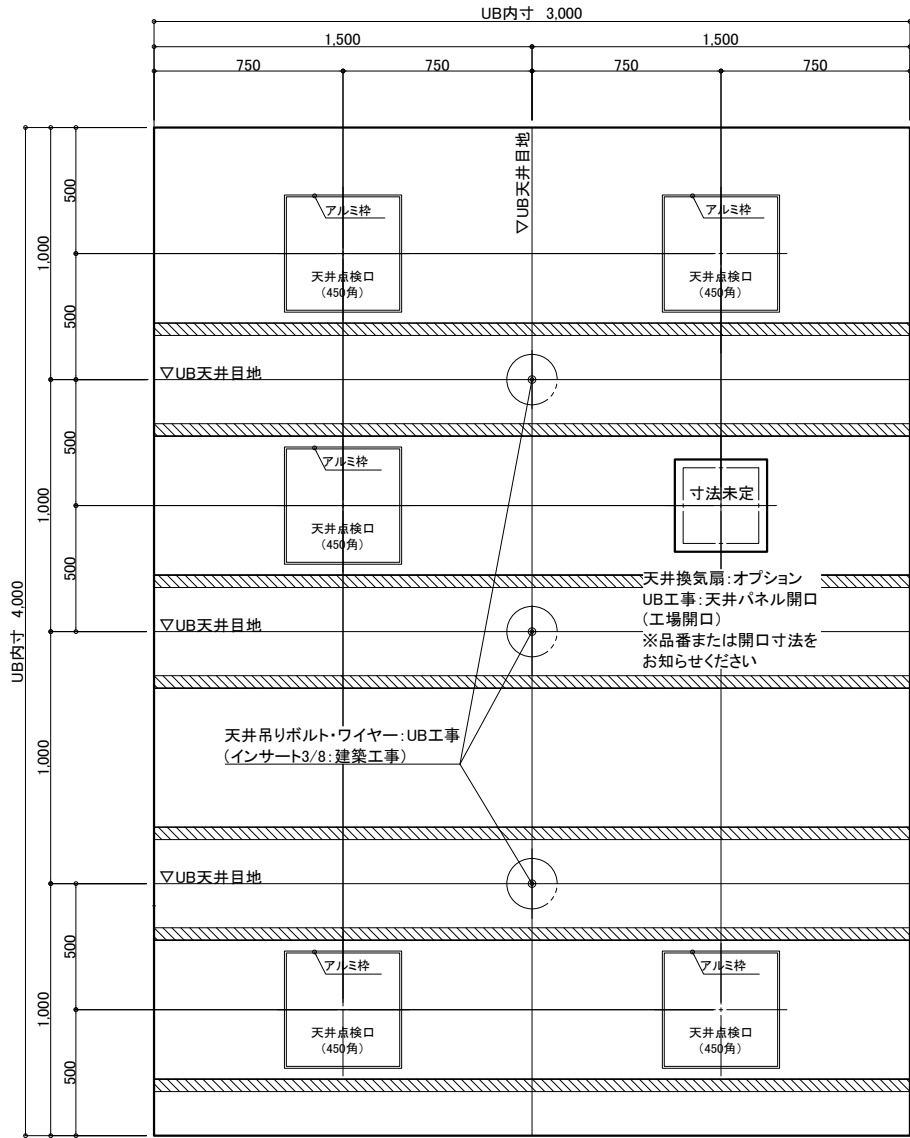 UB内寸 3,000
1,500 1,500
750 750 750 750
UB内寸 4,000
1,000
500
500
1,000
500
500
1,000
1,000
500
500
▽UB天井目地
アルミ枠
天井点検口
(450角)
アルミ枠
天井点検口
(450角)
▽UB天井目地
アルミ枠
天井点検口
(450角)
寸法未定
天井換気扇:オプション
UB工事:天井パネル開口
(工場開口)
※品番または開口寸法を
お知らせください
▽UB天井目地
天井吊りボルト・ワイヤー:UB工事
(インサート3/8:建築工事)
▽UB天井目地
アルミ枠
天井点検口
(450角)
アルミ枠
天井点検口
(450角)